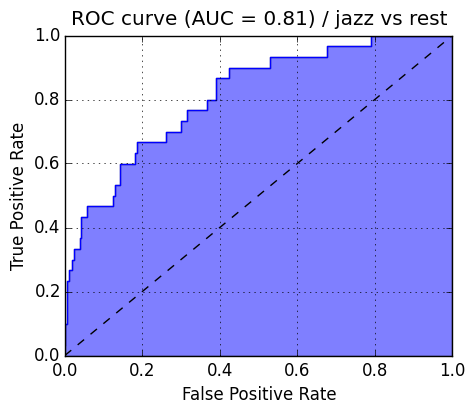 ROC curve (AUC = 0.81) / jazz vs rest
True Positive Rate
1.0
0.8
0.6
0.4
0.2
0.0
0.0 0.2 0.4 0.6 0.8 1.0
False Positive Rate